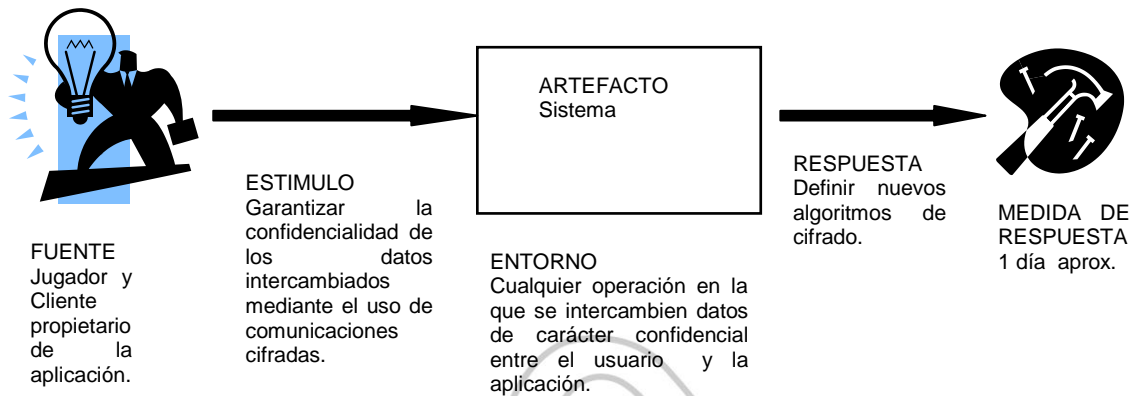 FUENTE
Jugador y
Cliente
propietario
de la
aplicación.
ESTIMULO
Garantizar la
confidencialidad de
los datos
intercambiados
mediante el uso de
comunicaciones
cifradas.
ARTEFACTO
Sistema
ENTORNO
Cualquier operación en la
que se intercambien datos
de carácter confidencial
entre el usuario y la
aplicación.
RESPUESTA
Definir nuevos
algoritmos de
cifrado.
MEDIDA DE
RESPUESTA
1 día aprox.